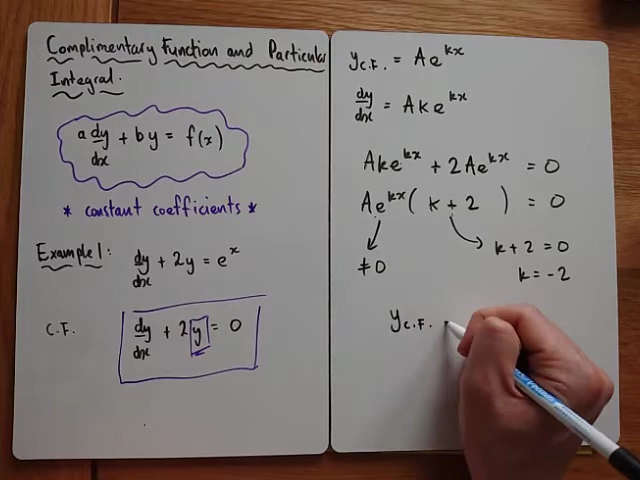 Complimentary Function and Particular
Integral.
a dy/dx + by = f(x)
* constant coefficients *
Example 1: dy/dx + 2y = e^x
C.F. dy/dx + 2y = 0
y_C.F. = Ae^kx
dy/dx = Ake^kx
Ake^kx + 2Ae^kx = 0
Ae^kx ( k + 2 ) = 0
≠0
k + 2 = 0
k = -2
y_C.F.